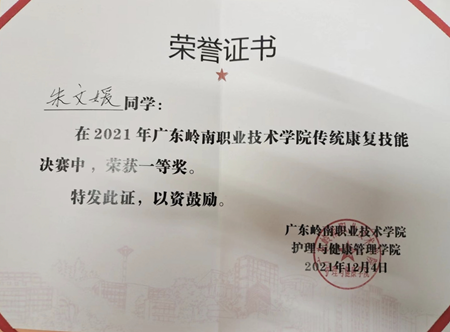 荣誉证书
朱文媛同学：
在2021年广东岭南职业技术学院传统康复技能
决赛中，荣获一等奖。
特发此证，以资鼓励。
广东岭南职业技术学院
护理与健康管理学院
2021年12月4日